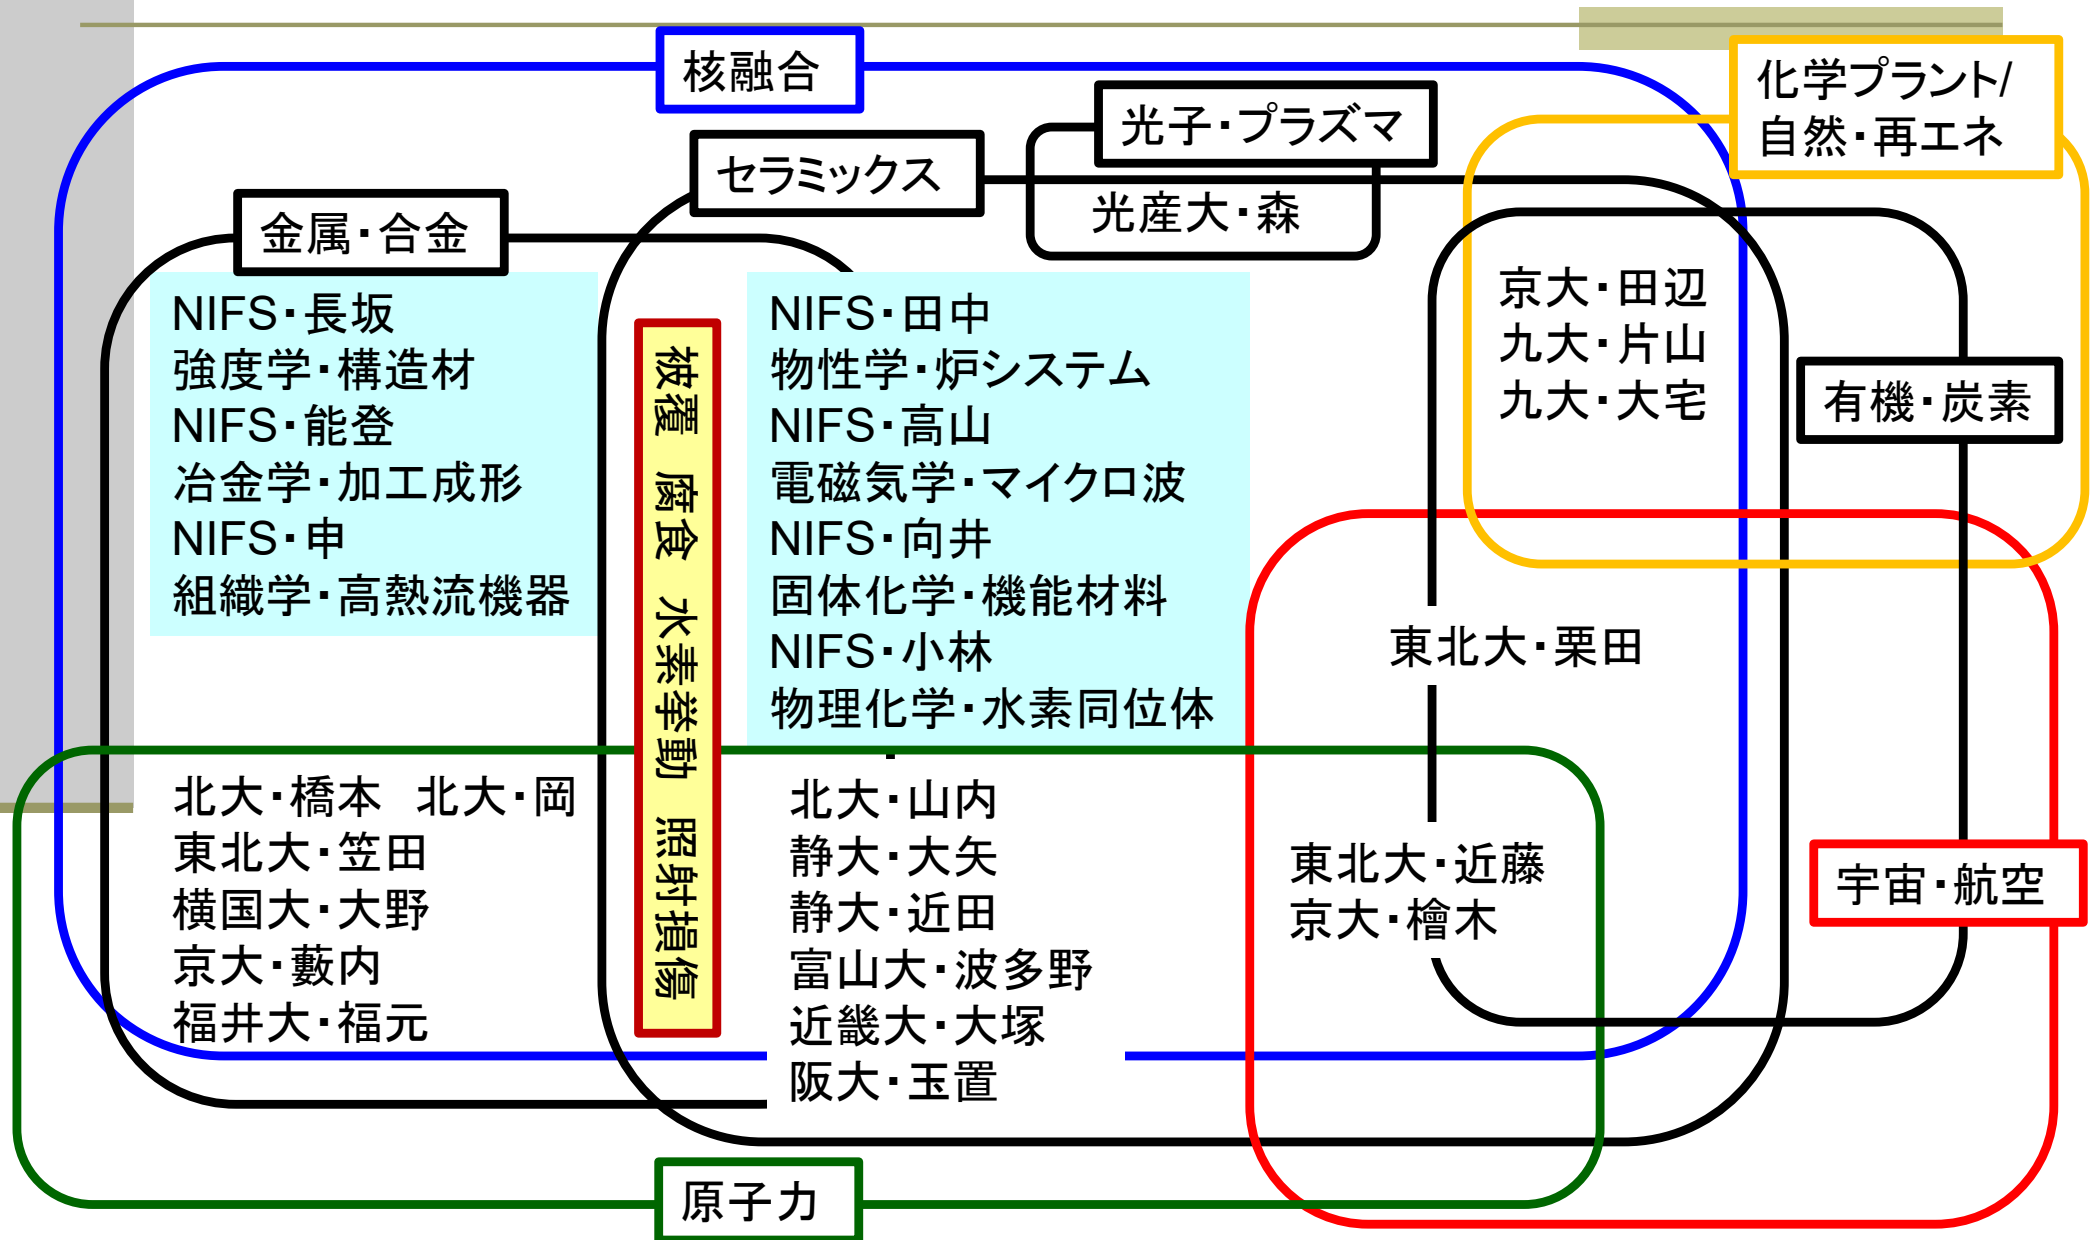 核融合
化学プラント/
自然・再エネ
光子・プラズマ
セラミックス
光産大・森
金属・合金
NIFS・長坂
強度学・構造材
NIFS・能登
冶金学・加工成形
NIFS・申
組織学・高熱流機器
被覆 腐食 水素挙動 照射損傷
NIFS・田中
物性学・炉システム
NIFS・高山
電磁気学・マイクロ波
NIFS・向井
固体化学・機能材料
NIFS・小林
物理化学・水素同位体
京大・田辺
九大・片山
九大・大宅
有機・炭素
東北大・栗田
北大・橋本 北大・岡
東北大・笠田
横国大・大野
京大・藪内
福井大・福元
北大・山内
静大・大矢
静大・近田
富山大・波多野
近畿大・大塚
阪大・玉置
東北大・近藤
京大・檜木
宇宙・航空
原子力